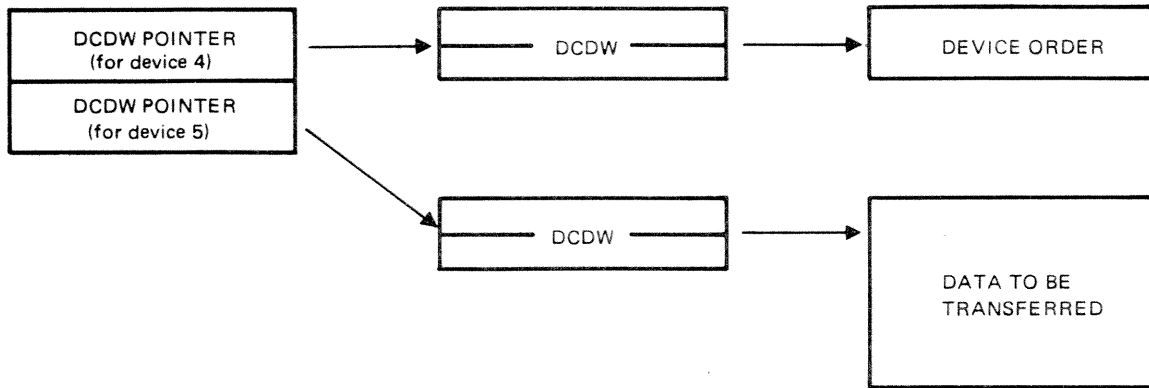 DCDW POINTER
(for device 4)
DCDW POINTER
(for device 5)
DCDW
DEVICE ORDER
DCDW
DATA TO BE
TRANSFERRED